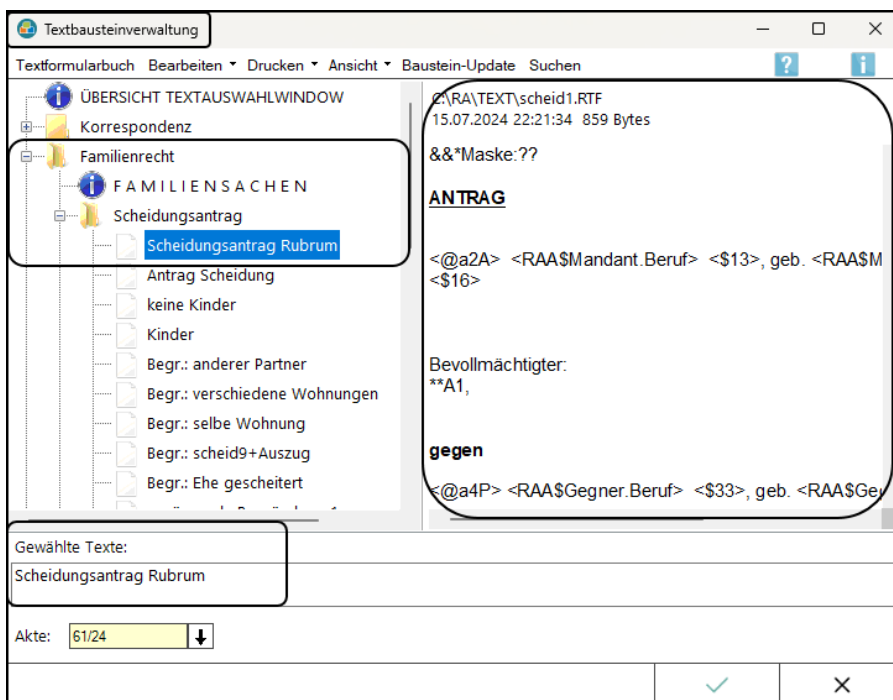 Textbausteinverwaltung
Textformularbuch Bearbeiten Drucken Ansicht Baustein-Update Suchen
ÜBERSICHT TEXTAUSWAHLWINDOW
Korrespondenz
Familienrecht
F A M I L I E N S A C H E N
Scheidungsantrag
Scheidungsantrag Rubrum
Antrag Scheidung
keine Kinder
Kinder
Begr.: anderer Partner
Begr.: verschiedene Wohnungen
Begr.: selbe Wohnung
Begr.: scheid9+Auszug
Begr.: Ehe gescheitert
C:\RA\TEXT\scheid1.RTF
15.07.2024 22:21:34 859 Bytes
&&*Maske:??
ANTRAG
<@a2A> <RAA$Mandant.Beruf> <$13>, geb. <RAA$M
<$16>
Bevollmächtigter:
**A1,
gegen
<@a4P> <RAA$Gegner.Beruf> <$33>, geb. <RAA$Ge
Gewählte Texte:
Scheidungsantrag Rubrum
Akte: 61/24